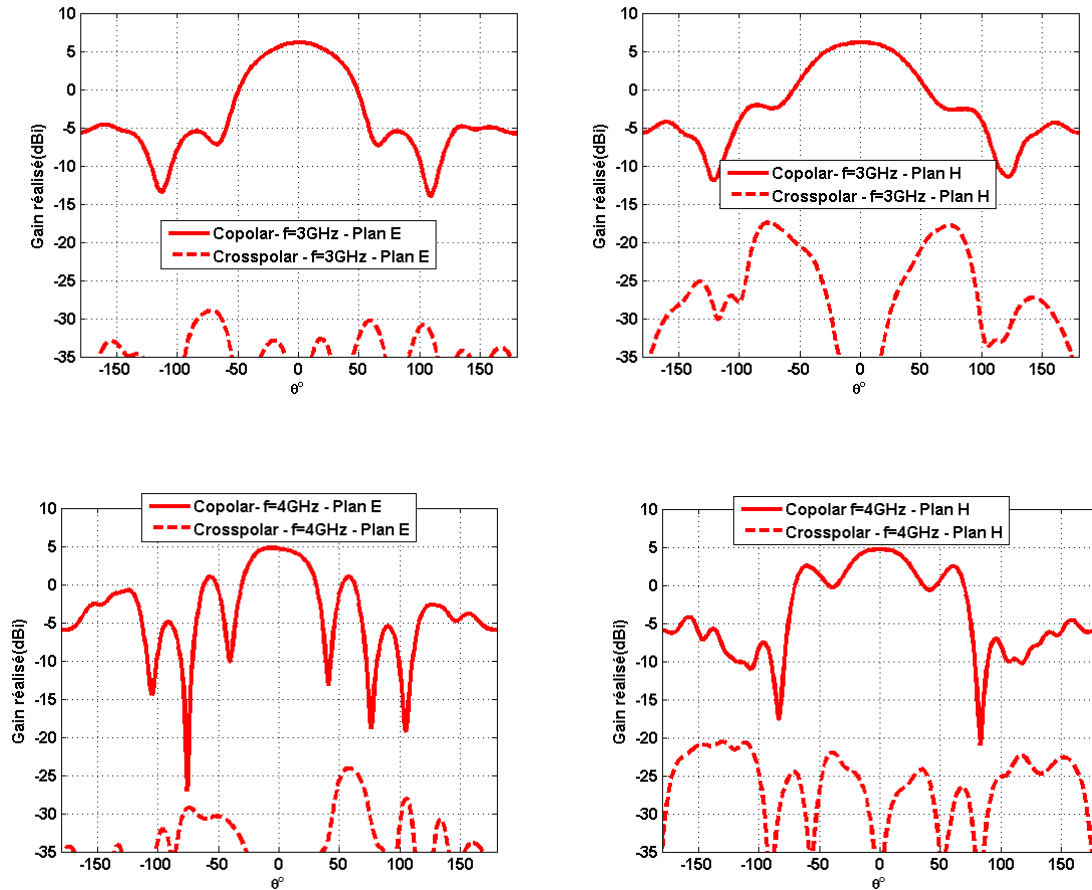 10
5
0
-5
-10
-15
-20
-25
-30
-35
Gain réalisé(dBi)
Copolar- f=3GHz - Plan E
Crosspolar - f=3GHz - Plan E
-150 -100 -50 0 50 100 150
θº
10
5
0
-5
-10
-15
-20
-25
-30
-35
Gain réalisé(dBi)
Copolar- f=3GHz - Plan H
Crosspolar - f=3GHz - Plan H
-150 -100 -50 0 50 100 150
θº
10
5
0
-5
-10
-15
-20
-25
-30
-35
Gain réalisé(dBi)
Copolar- f=4GHz - Plan E
Crosspolar - f=4GHz - Plan E
-150 -100 -50 0 50 100 150
θº
10
5
0
-5
-10
-15
-20
-25
-30
-35
Gain réalisé(dBi)
Copolar f=4GHz - Plan H
Crosspolar - f=4GHz - Plan H
-150 -100 -50 0 50 100 150
θº